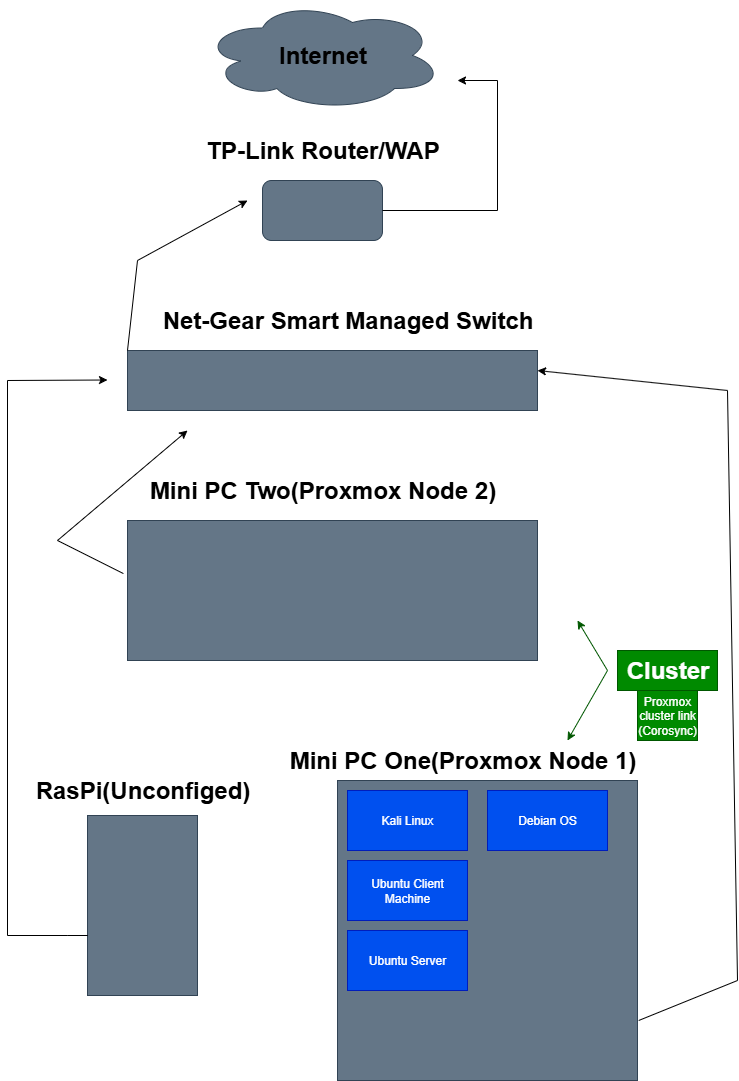 Internet
TP-Link Router/WAP
Net-Gear Smart Managed Switch
Mini PC Two(Proxmox Node 2)
Cluster
Proxmox
cluster link
(Corosync)
Mini PC One(Proxmox Node 1)
RasPi(Unconfiged)
Kali Linux
Debian OS
Ubuntu Client
Machine
Ubuntu Server